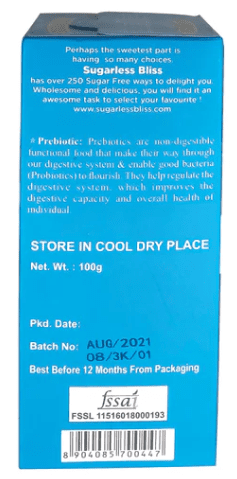 Perhaps the sweetest part is
having so many choices.
Sugarless Bliss
has over 250 Sugar Free ways to delight you.
Wholesome and delicious, you will find it an
awesome task to select your favourite
www.sugarlessbliss.com
* Prebiotic: Prebiotics are non-digestible
functional food that make their way through
our digestive system & enable good bacteria
(Probiotics) to flourish. They help regulate the
digestive system, which improves the
digestive capacity and overall health of
individual.
STORE IN COOL DRY PLACE
Net. Wt. : 100g
Pkd. Date:
AUG/2021
Batch No:
08/3K/01
Best Before 12 Months From Packaging
fssai
FSSL 11516018000193
8 904085 700447